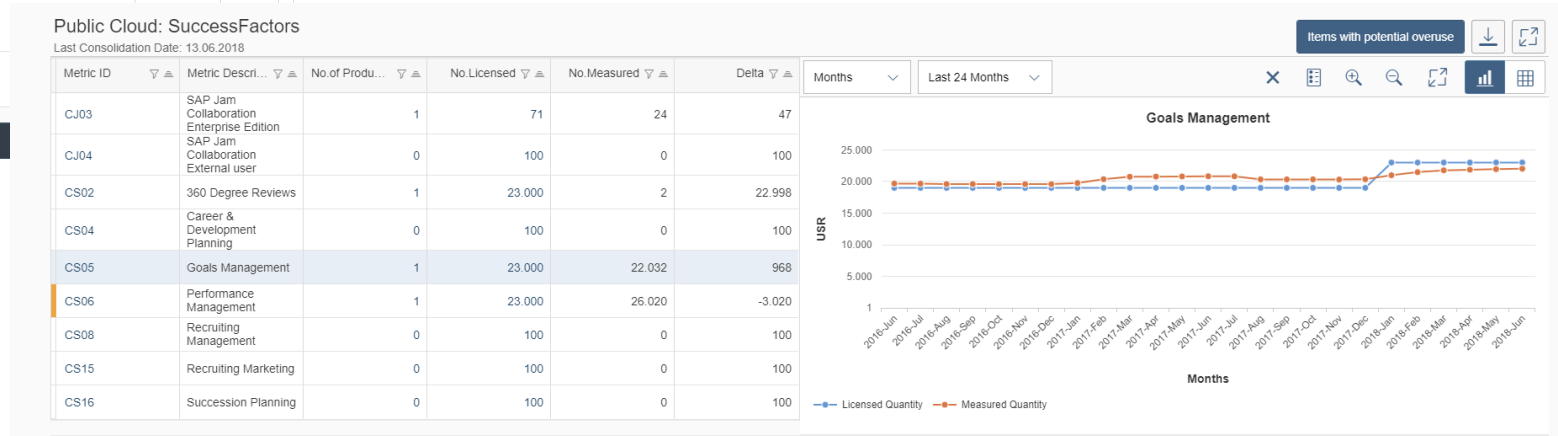 Public Cloud: SuccessFactors
Last Consolidation Date: 13.06.2018
Items with potential overuse
Metric ID Metric Descri... No.of Produ... No.Licensed No.Measured Delta
CJ03 SAP Jam Collaboration Enterprise Edition 1 71 24 47
CJ04 SAP Jam Collaboration External user 0 100 0 100
CS02 360 Degree Reviews 1 23.000 2 22.998
CS04 Career & Development Planning 0 100 0 100
CS05 Goals Management 1 23.000 22.032 968
CS06 Performance Management 1 23.000 26.020 -3.020
CS08 Recruiting Management 0 100 0 100
CS15 Recruiting Marketing 0 100 0 100
CS16 Succession Planning 0 100 0 100
Months Last 24 Months
Goals Management
25.000
20.000
15.000
10.000
5.000
1
USR
2016-Jun 2016-Jul 2016-Aug 2016-Sep 2016-Oct 2016-Nov 2016-Dec 2017-Jan 2017-Feb 2017-Mar 2017-Apr 2017-May 2017-Jun 2017-Jul 2017-Aug 2017-Sep 2017-Oct 2017-Nov 2017-Dec 2018-Jan 2018-Feb 2018-Mar 2018-Apr 2018-May 2018-Jun
Months
Licensed Quantity Measured Quantity